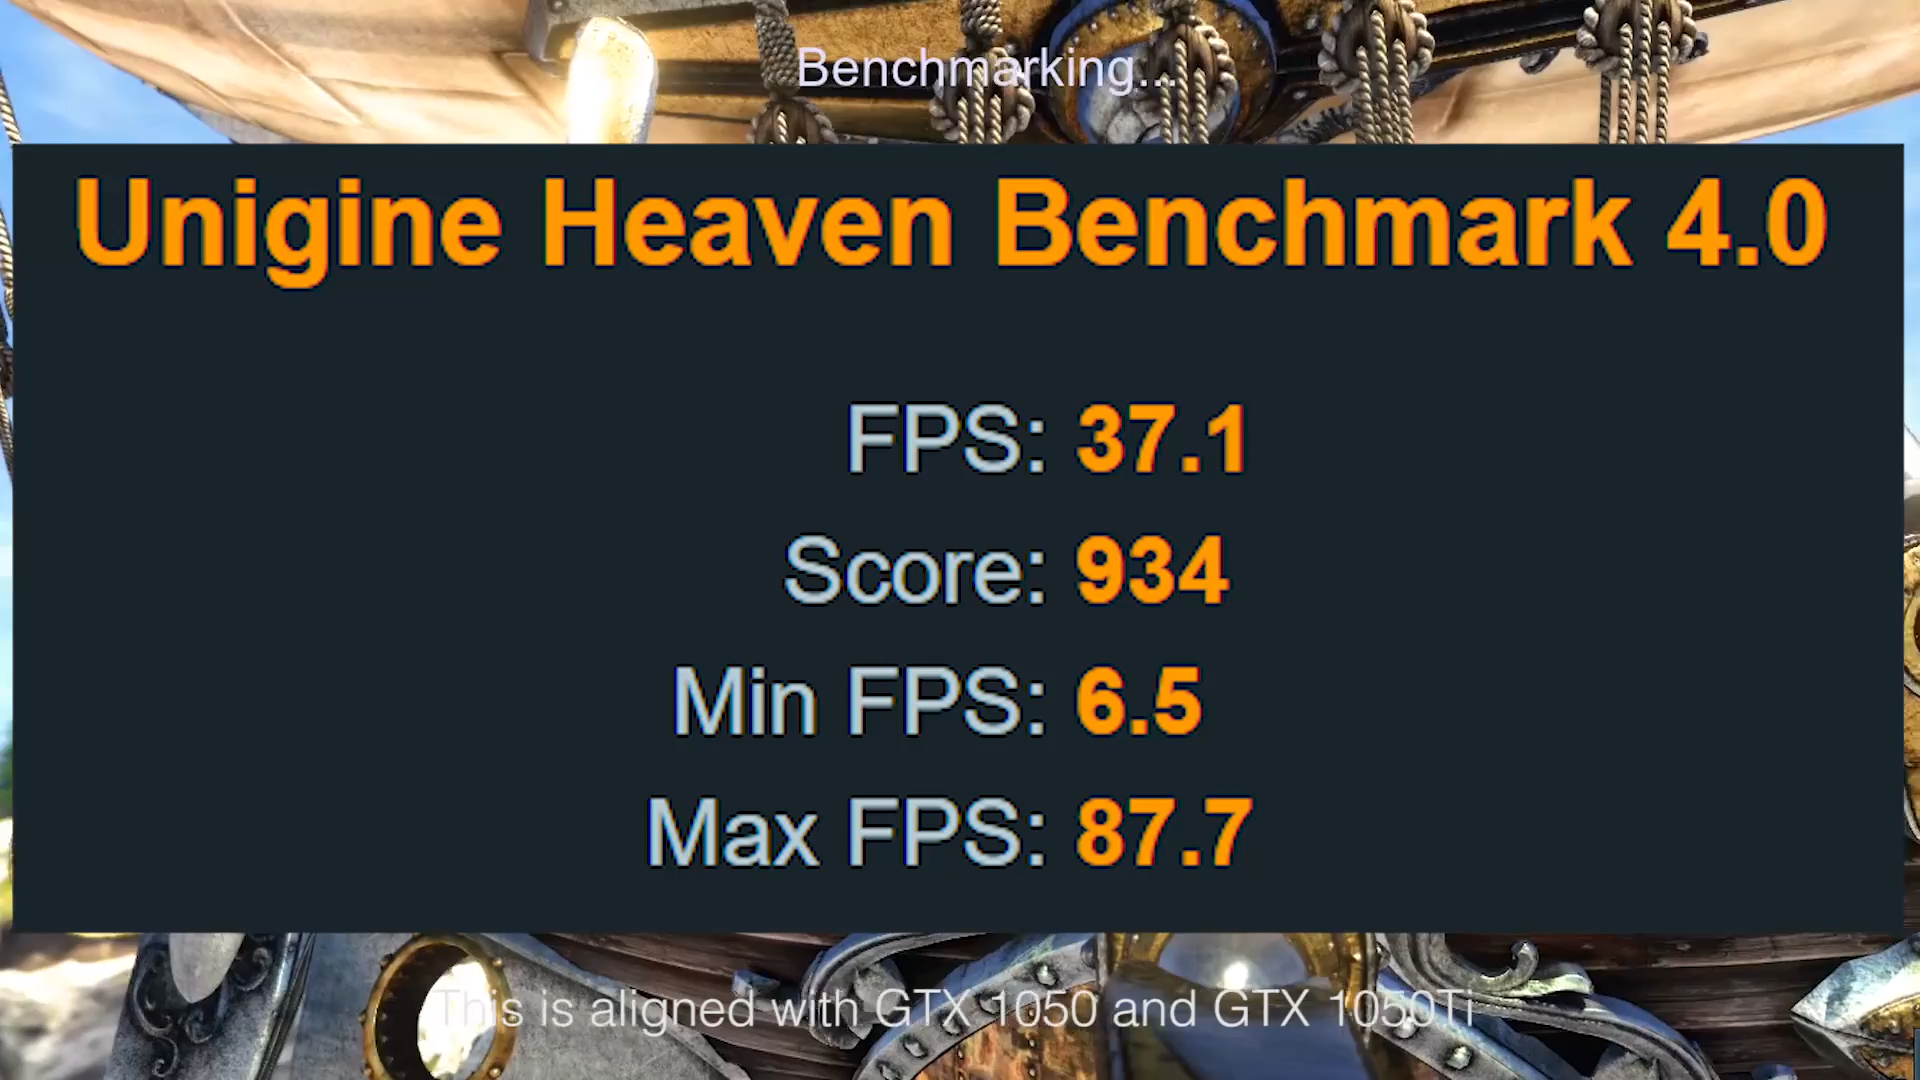 Benchmarking...
Unigine Heaven Benchmark 4.0
FPS: 37.1
Score: 934
Min FPS: 6.5
Max FPS: 87.7
This is aligned with GTX 1050 and GTX 1050Ti